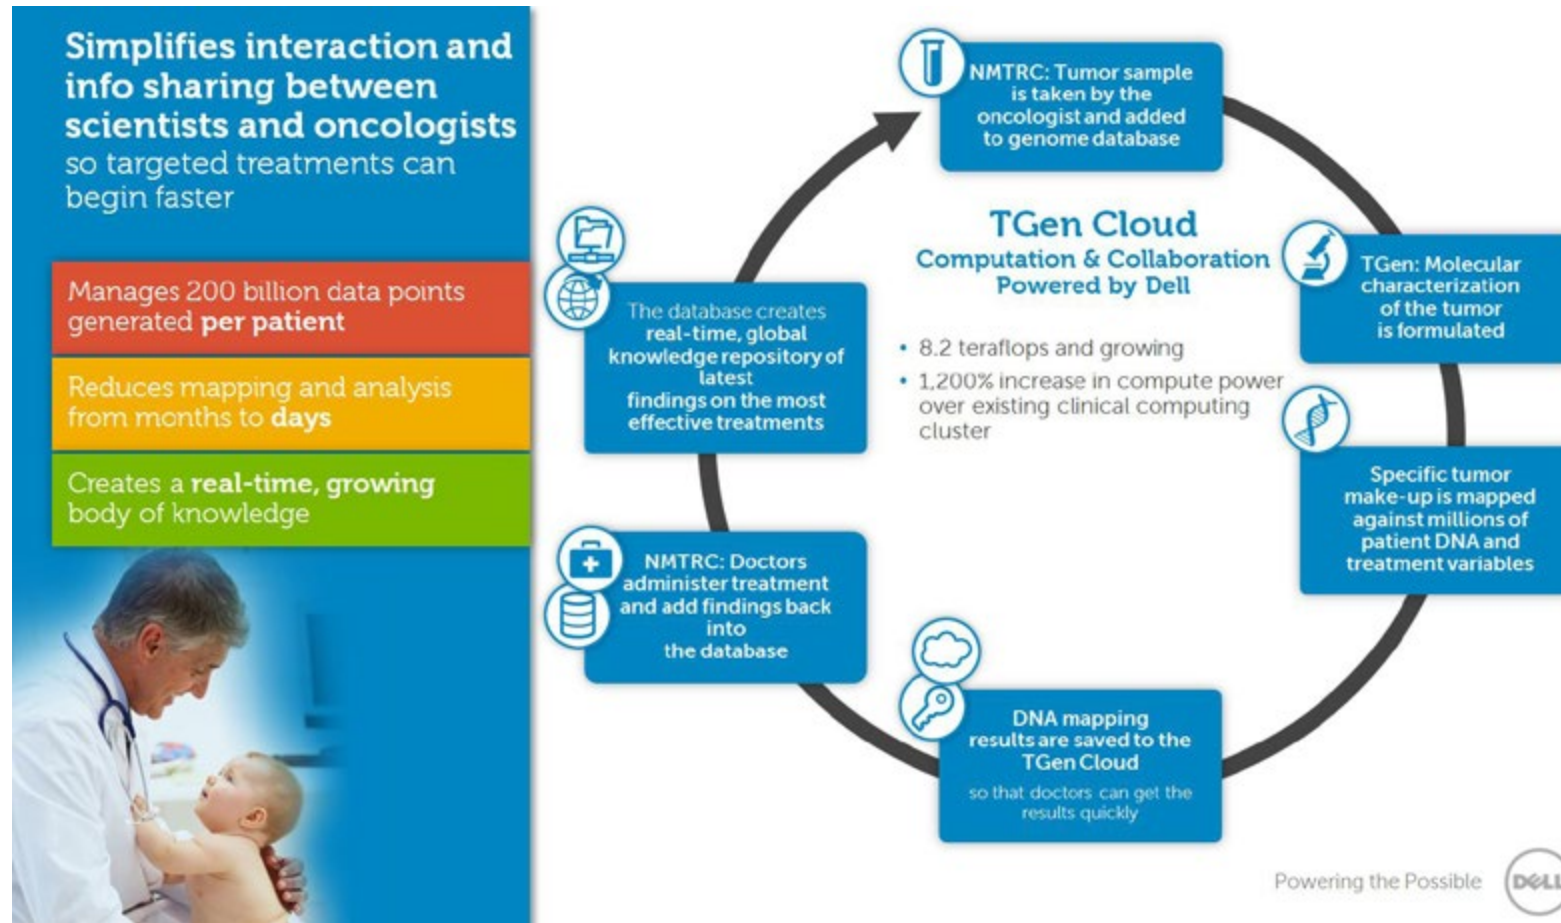 Simplifies interaction and
info sharing between
scientists and oncologists
so targeted treatments can
begin faster
Manages 200 billion data points
generated per patient
Reduces mapping and analysis
from months to days
Creates a real-time, growing
body of knowledge
NMTRC: Tumor sample
is taken by the
oncologist and added
to genome database
TGen Cloud
Computation & Collaboration
Powered by Dell
• 8.2 teraflops and growing
• 1,200% increase in compute power
over existing clinical computing
cluster
TGen: Molecular
characterization
of the tumor
is formulated
Specific tumor
make-up is mapped
against millions of
patient DNA and
treatment variables
DNA mapping
results are saved to the
TGen Cloud
so that doctors can get the
results quickly
NMTRC: Doctors
administer treatment
and add findings back
into
the database
The database creates
real-time, global
knowledge repository of
latest
findings on the most
effective treatments
Powering the Possible
DELL